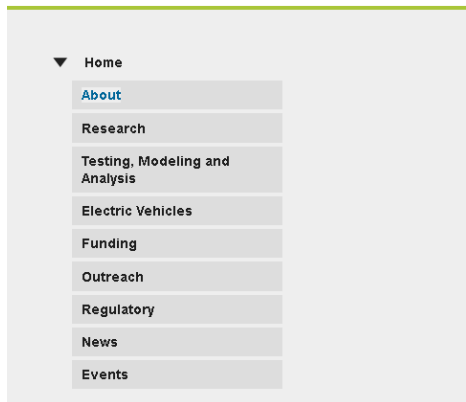 Home
About
Research
Testing, Modeling and
Analysis
Electric Vehicles
Funding
Outreach
Regulatory
News
Events